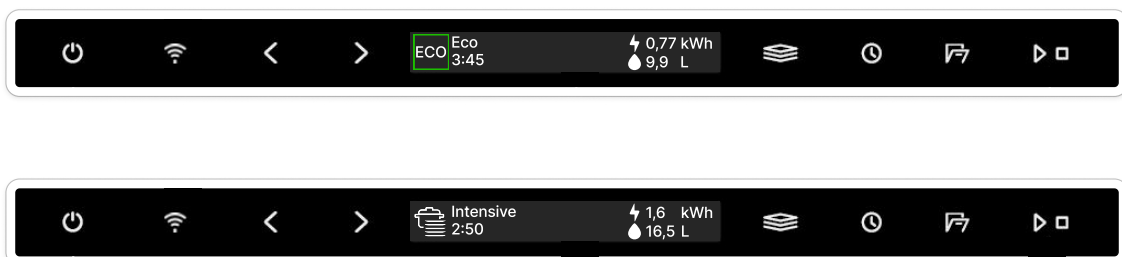 ECO
Eco
3:45
0,77 kWh
9,9 L
Intensive
2:50
1,6 kWh
16,5 L